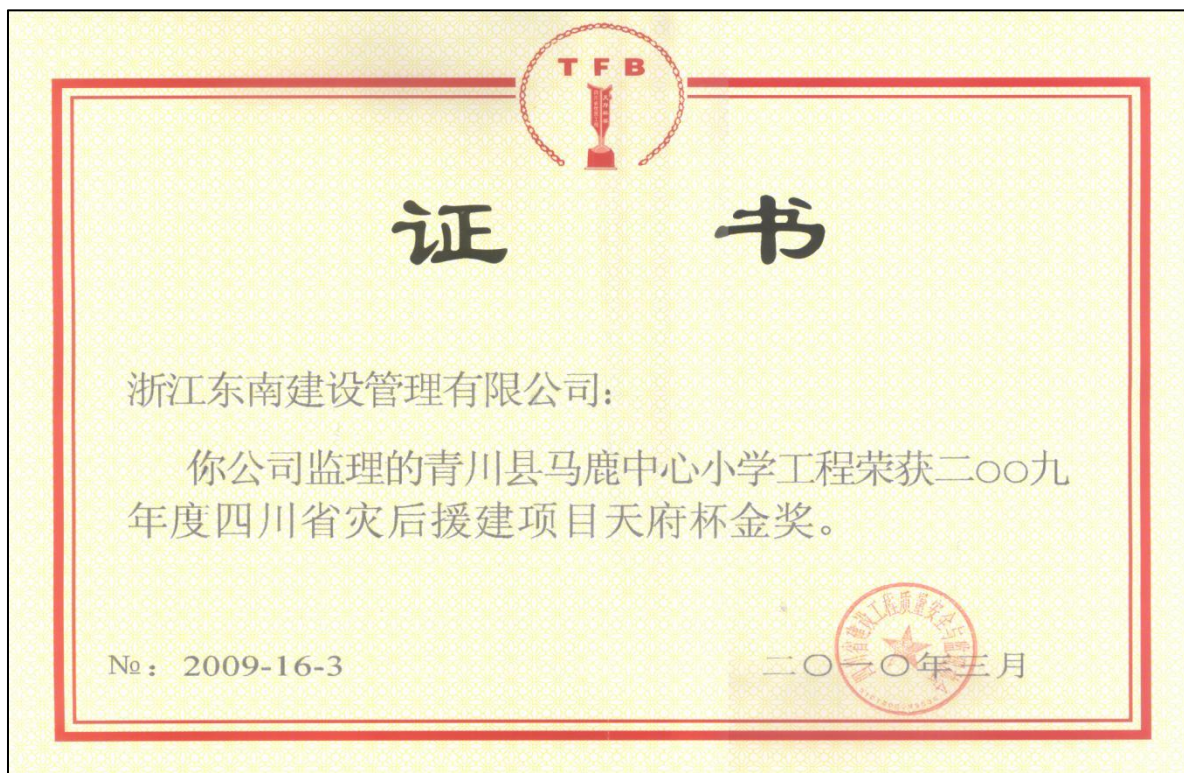 TFB
证 书
浙江东南建设管理有限公司:
你公司监理的青川县马鹿中心小学工程荣获二○○九
年度四川省灾后援建项目天府杯金奖。
№: 2009-16-3
二○一○年三月